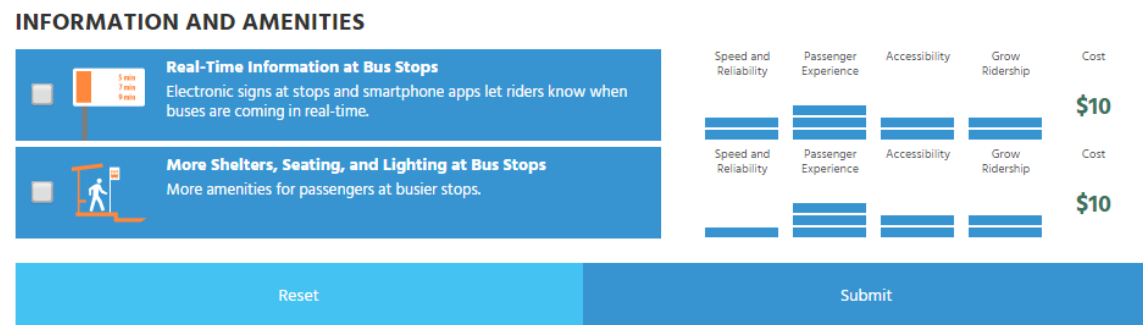 INFORMATION AND AMENITIES
5 min
7 min
9 min
Real-Time Information at Bus Stops
Electronic signs at stops and smartphone apps let riders know when
buses are coming in real-time.
Speed and
Reliability
Passenger
Experience
Accessibility
Grow
Ridership
Cost
$10
More Shelters, Seating, and Lighting at Bus Stops
More amenities for passengers at busier stops.
Speed and
Reliability
Passenger
Experience
Accessibility
Grow
Ridership
Cost
$10
Reset
Submit